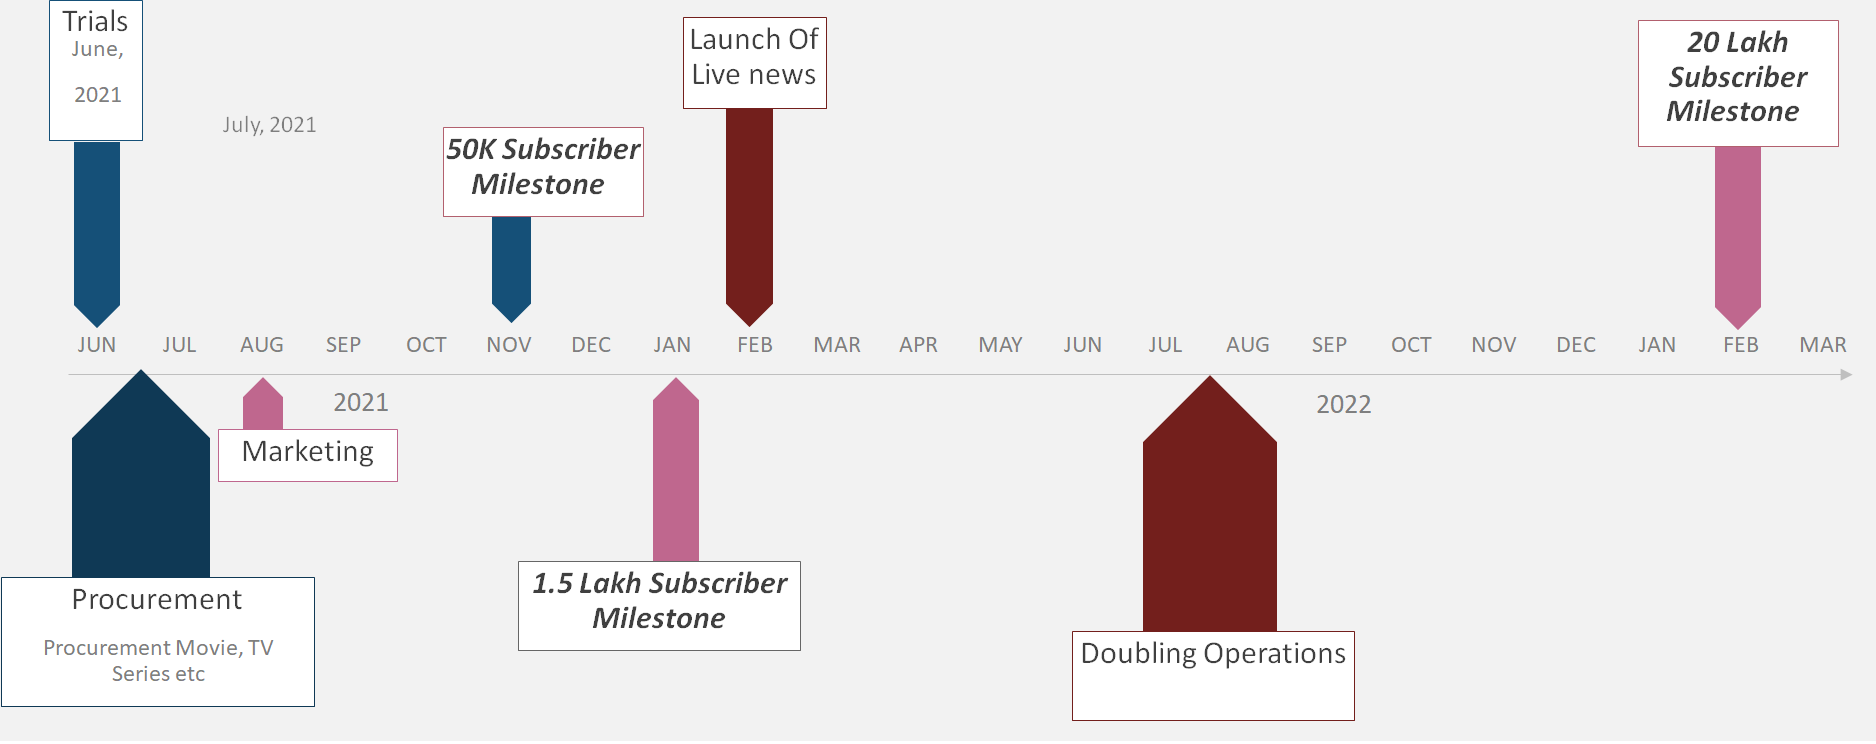 Trials
June,
2021
July, 2021
50K Subscriber
Milestone
Launch Of
Live news
20 Lakh
Subscriber
Milestone
JUN JUL AUG SEP OCT NOV DEC JAN FEB MAR APR MAY JUN JUL AUG SEP OCT NOV DEC JAN FEB MAR
2021
2022
Marketing
Procurement
Procurement Movie, TV
Series etc
1.5 Lakh Subscriber
Milestone
Doubling Operations